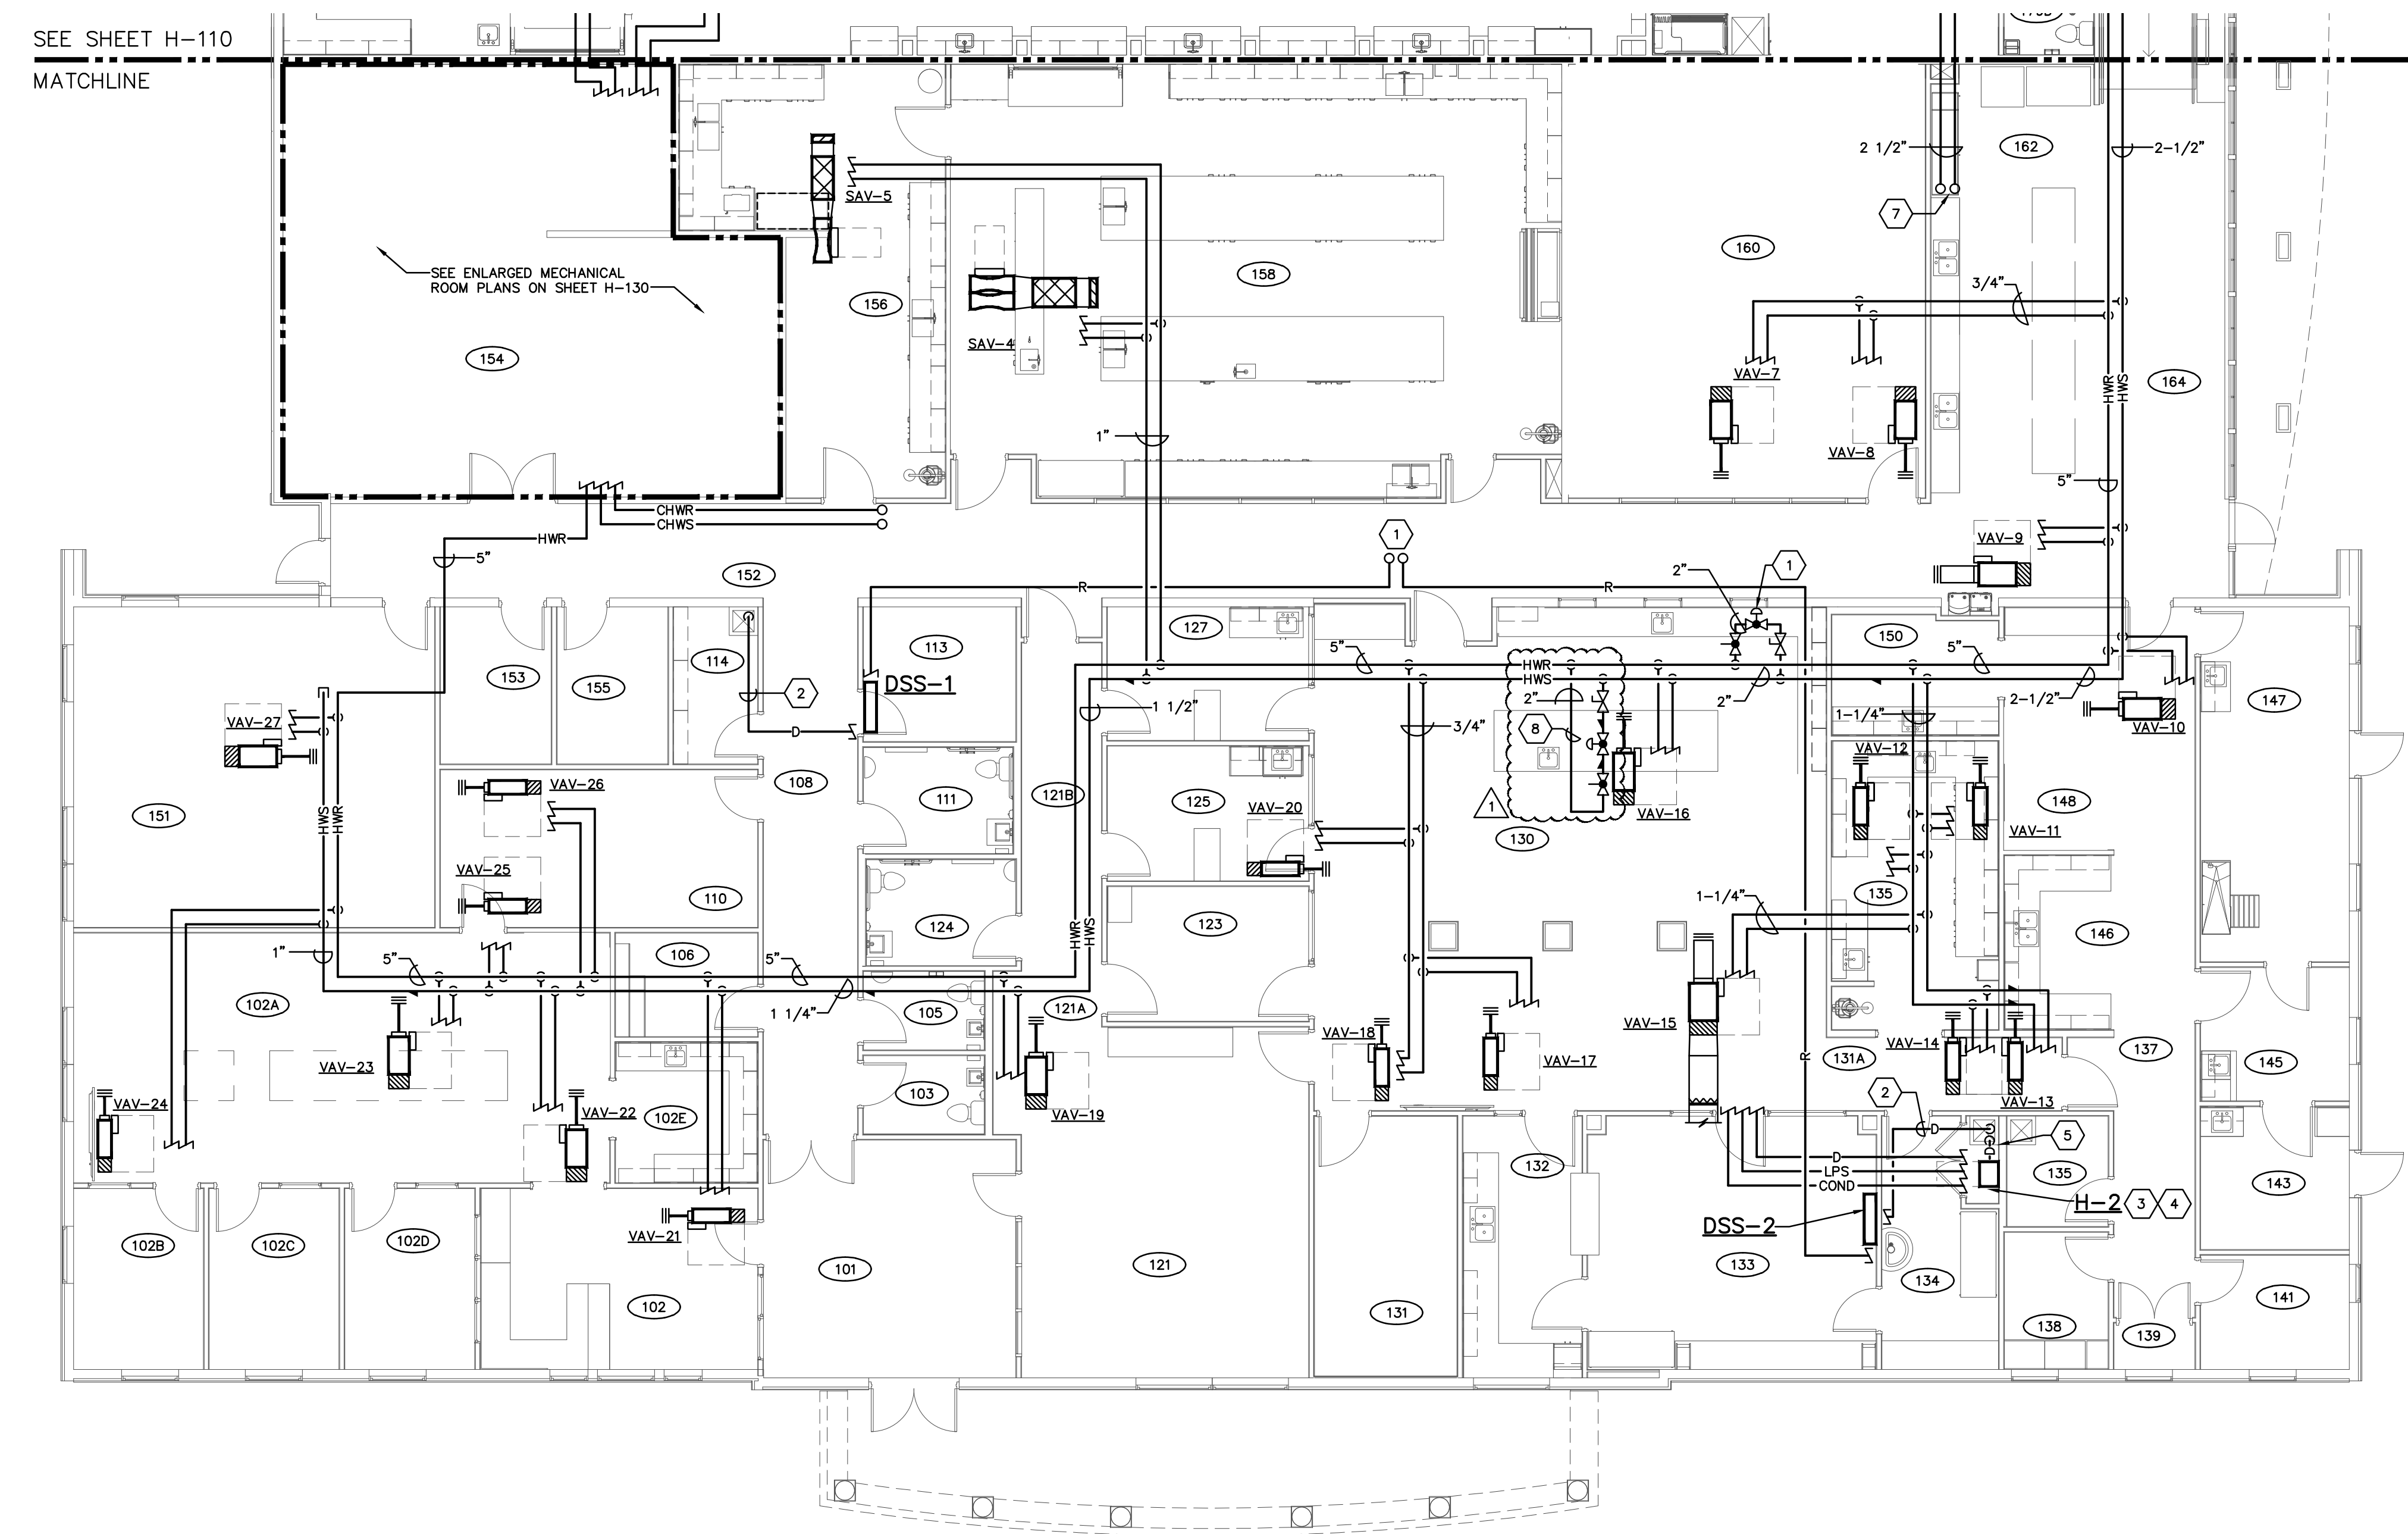 SEE SHEET H-110
MATCHLINE
175B
2 1/2"
162
2-1/2"
SAV-5
7
160
SEE ENLARGED MECHANICAL
ROOM PLANS ON SHEET H-130
158
3/4"
156
SAV-4
154
VAV-7
164
HWR
HWS
1"
VAV-8
5"
CHWR
CHWS
HWR
5"
1
VAV-9
152
R
R
2"
1
127
150
113
5"
HWR
5"
114
153
155
DSS-1
HWS
2
2"
2"
2-1/2"
147
1 1/2"
VAV-27
3/4"
1-1/4"
VAV-10
D
8
VAV-12
108
VAV-26
111
121B
125
148
151
HWS
HWR
VAV-20
1
VAV-16
130
VAV-11
VAV-25
110
135
1-1/4"
124
123
HWR
HWS
146
1"
5"
106
5"
102A
1 1/4"
105
121A
VAV-15
VAV-18
VAV-14
137
R
131A
145
VAV-23
VAV-17
103
2
VAV-24
VAV-22
102E
VAV-19
VAV-13
D
5
D
D
LPS
COND
132
135
143
H-2
3
4
DSS-2
VAV-21
102B
102C
102D
101
121
133
134
102
131
138
139
141